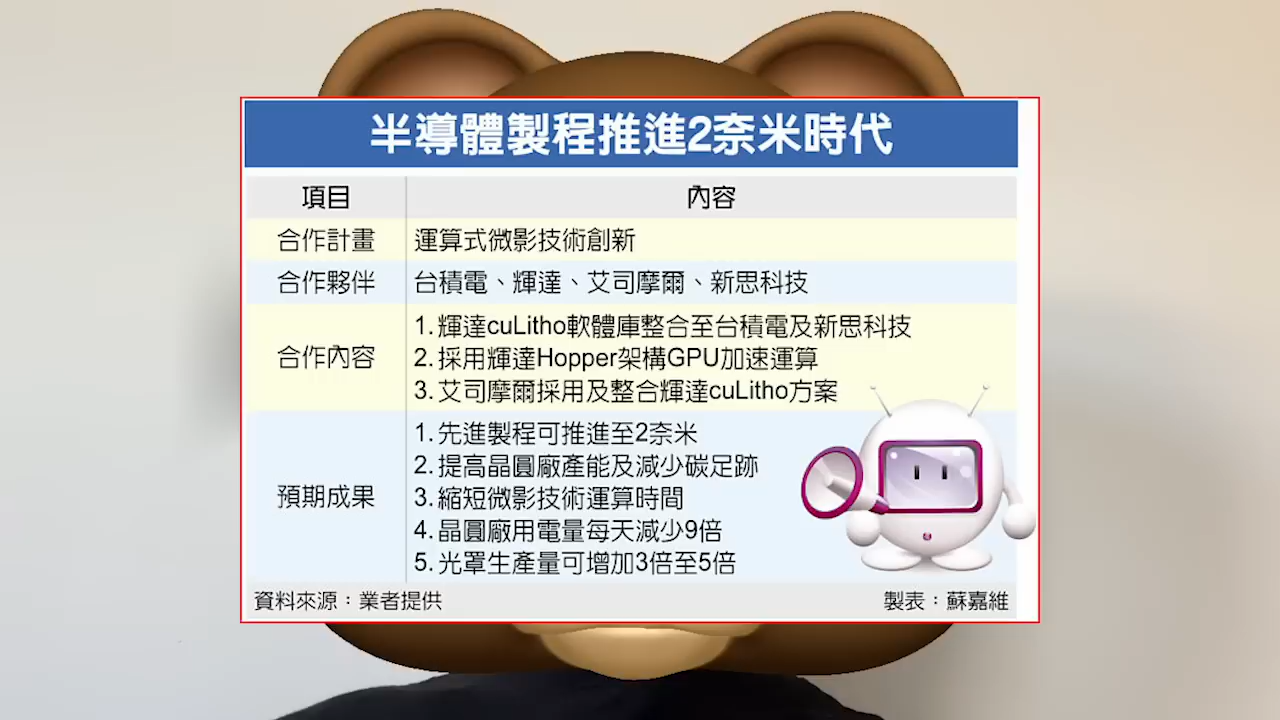 半導體製程推進2奈米時代
項目 內容
合作計畫 運算式微影技術創新
合作夥伴 台積電、輝達、艾司摩爾、新思科技
合作內容
1.輝達cuLitho軟體庫整合至台積電及新思科技
2.採用輝達Hopper架構GPU加速運算
3.艾司摩爾採用及整合輝達cuLitho方案
預期成果
1.先進製程可推進至2奈米
2.提高晶圓廠產能及減少碳足跡
3.縮短微影技術運算時間
4.晶圓廠用電量每天減少9倍
5.光罩生產量可增加3倍至5倍
資料來源：業者提供 製表：蘇嘉維